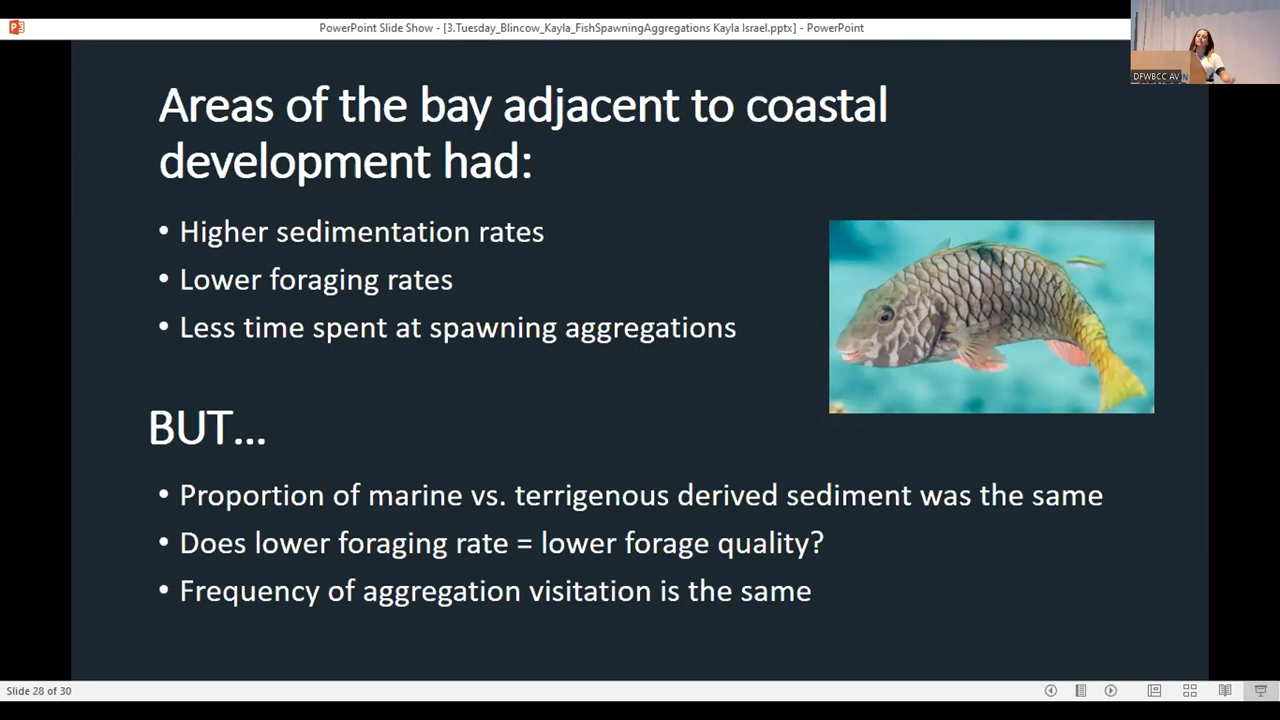 PowerPoint Slide Show - [3.Tuesday_Blincow_Kayla_FishSpawningAggregations Kayla Israel.pptx] - PowerPoint
DFWBCC AV
Areas of the bay adjacent to coastal
development had:
• Higher sedimentation rates
• Lower foraging rates
• Less time spent at spawning aggregations
BUT...
• Proportion of marine vs. terrigenous derived sediment was the same
• Does lower foraging rate = lower forage quality?
• Frequency of aggregation visitation is the same
Slide 28 of 30